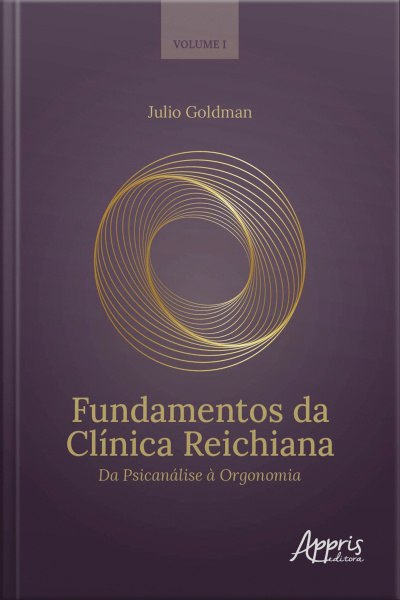 VOLUME I
Julio Goldman
Fundamentos da
Clínica Reichiana
Da Psicanálise à Orgonomia
Appris
editora